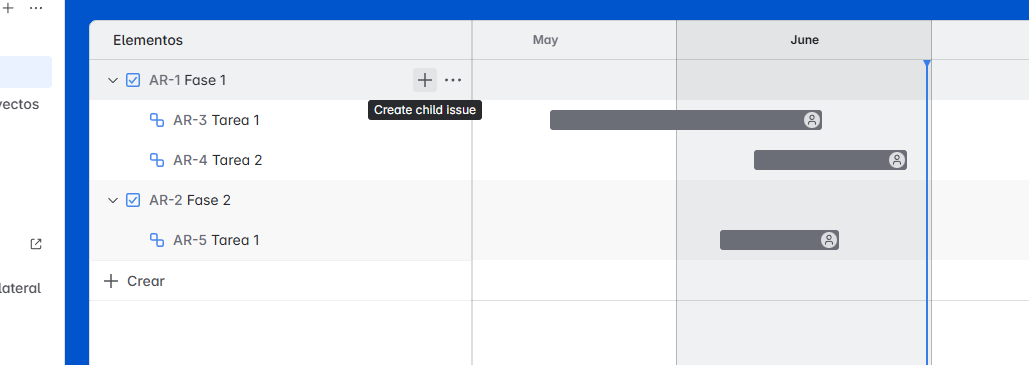 Elementos
May
June
AR-1 Fase 1
Create child issue
AR-3 Tarea 1
AR-4 Tarea 2
yectos
AR-2 Fase 2
AR-5 Tarea 1
Crear
lateral